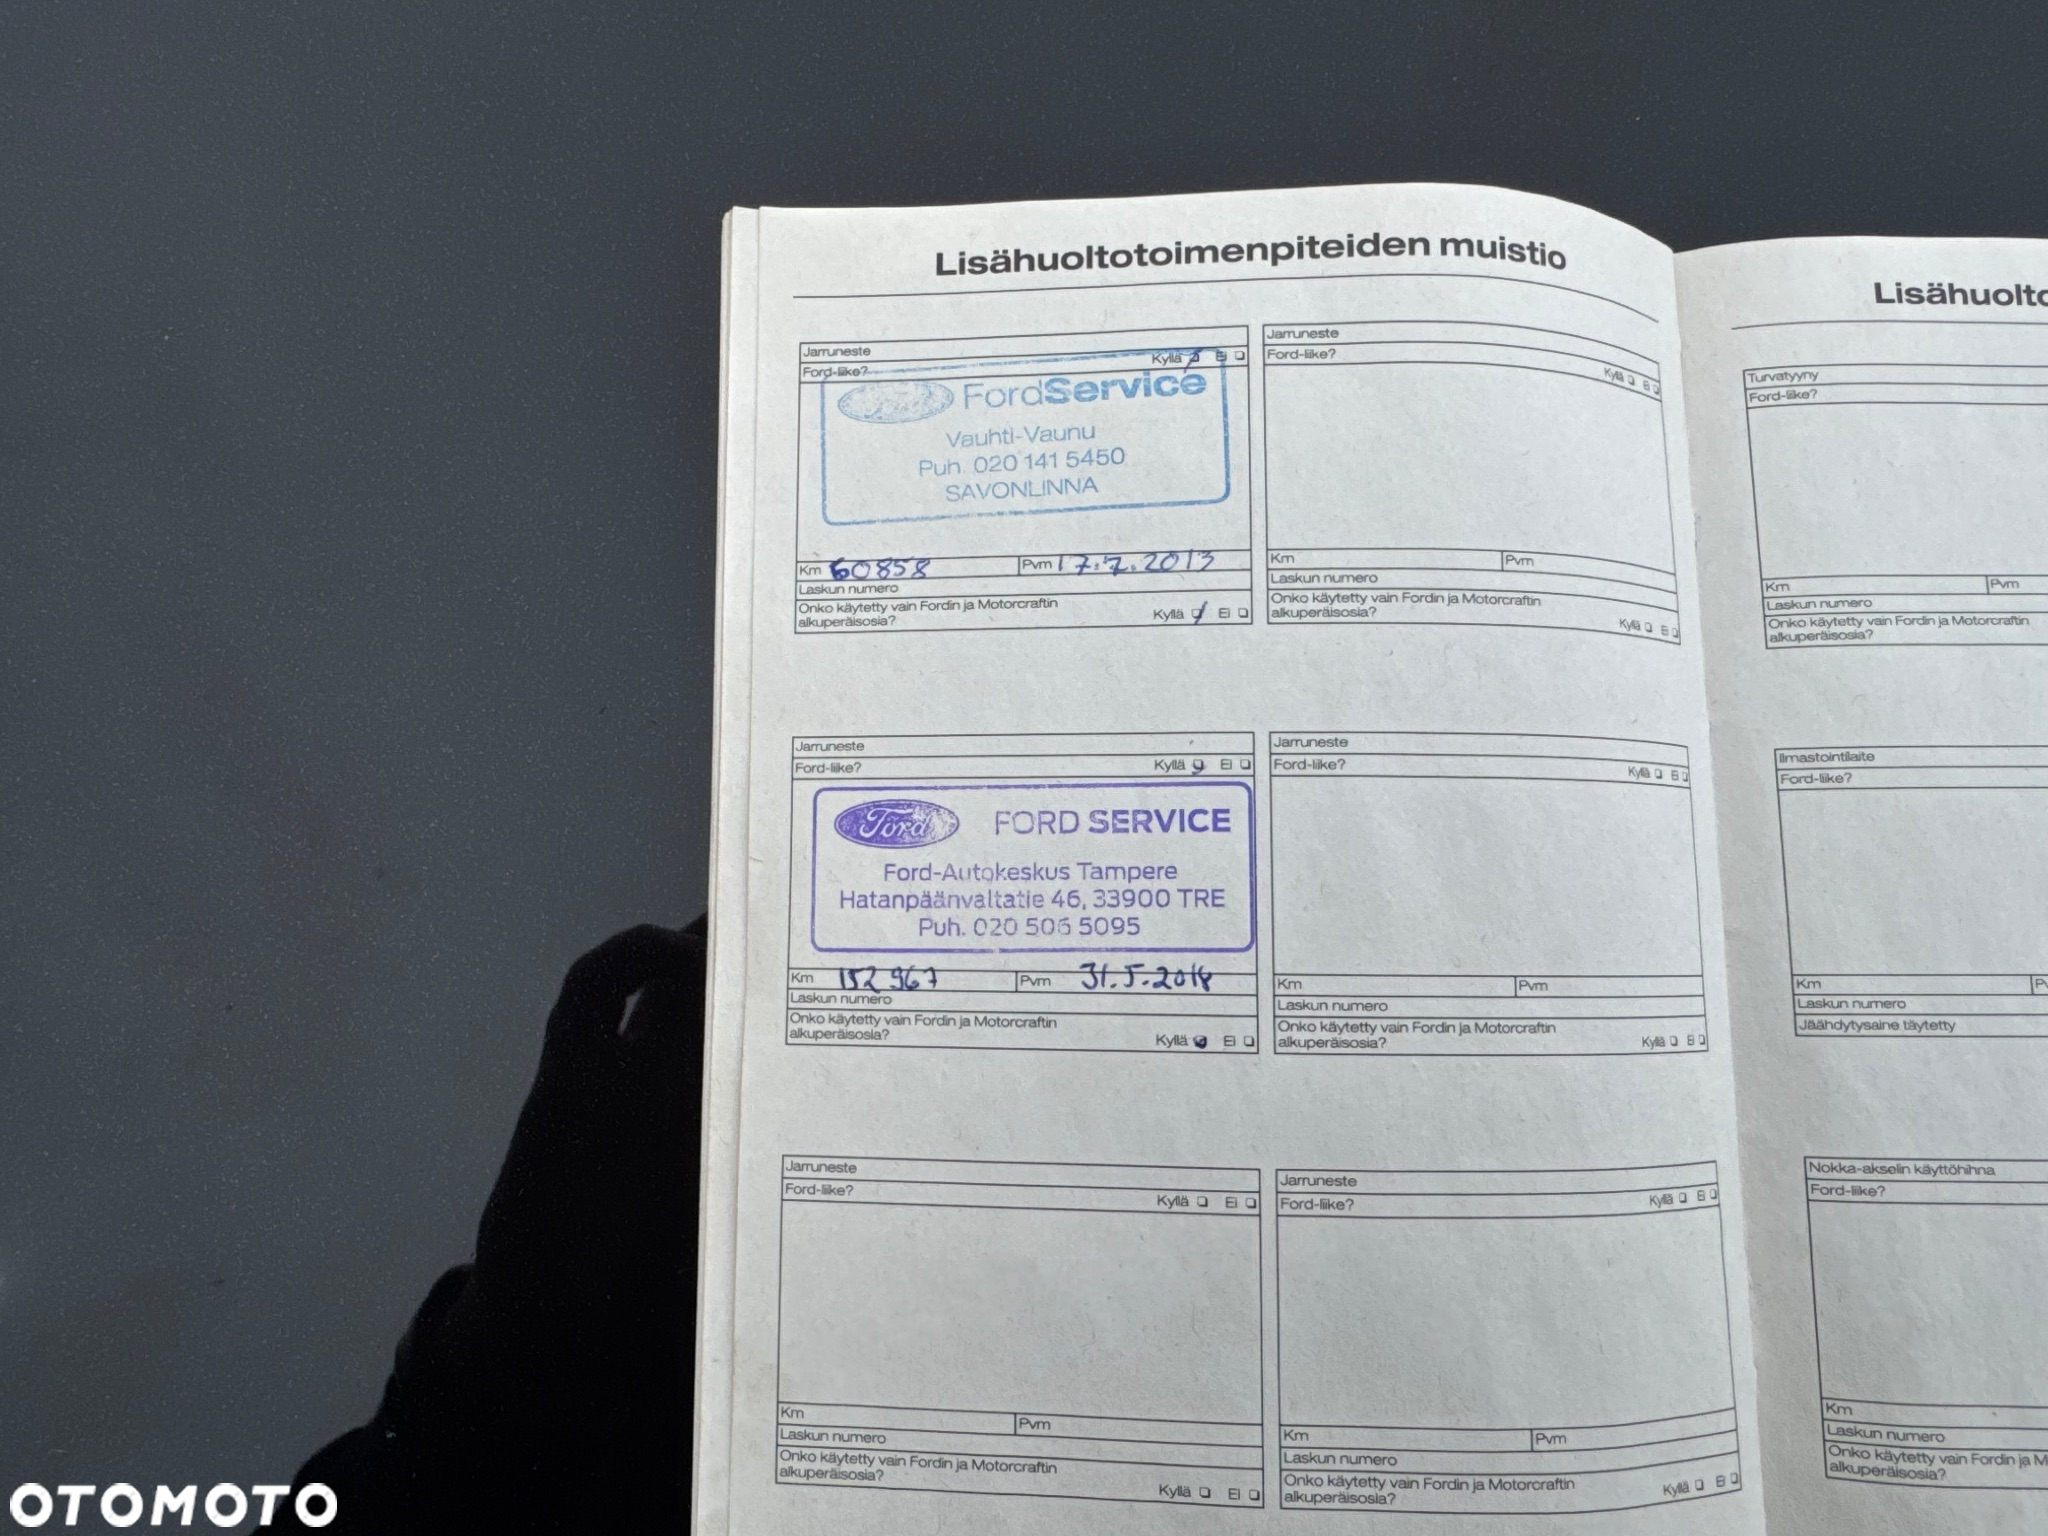 Lisähuoltotoimenpiteiden muistio
Jarruneste
Ford-liike?
Kyllä Ei
FordService
Vauhti-Vaunu
Puh. 020 141 5450
SAVONLINNA
Km 60858 Pvm 17.7.2013
Laskun numero
Onko käytetty vain Fordin ja Motorcraftin
alkuperäisosia?
Kyllä Ei
Jarruneste
Ford-liike?
Kyllä Ei
Km Pvm
Laskun numero
Onko käytetty vain Fordin ja Motorcraftin
alkuperäisosia?
Kyllä Ei
Jarruneste
Ford-liike? Kyllä Ei
Ford FORD SERVICE
Ford-Autokeskus Tampere
Hatanpäänvaltatie 46, 33900 TRE
Puh. 020 506 5095
Km 152 967 Pvm 31.5.2018
Laskun numero
Onko käytetty vain Fordin ja Motorcraftin
alkuperäisosia? Kyllä Ei
Jarruneste
Ford-liike? Kyllä Ei
Km Pvm
Laskun numero
Onko käytetty vain Fordin ja Motorcraftin
alkuperäisosia? Kyllä Ei
Jarruneste
Ford-liike? Kyllä Ei
Km Pvm
Laskun numero
Onko käytetty vain Fordin ja Motorcraftin
alkuperäisosia? Kyllä Ei
Jarruneste
Ford-liike? Kyllä Ei
Km Pvm
Laskun numero
Onko käytetty vain Fordin ja Motorcraftin
alkuperäisosia? Kyllä Ei
Lisähuolto
Turvatyyny
Ford-liike?
Km Pvm
Laskun numero
Onko käytetty vain Fordin ja Motorcraftin
alkuperäisosia?
Ilmastointilaite
Ford-liike?
Km P
Laskun numero
Jäähdytysaine täytetty
Nokka-akselin käyttöhihna
Ford-liike?
Km
Laskun numero
Onko käytetty vain Fordin ja M
alkuperäisosia?
OTOMOTO